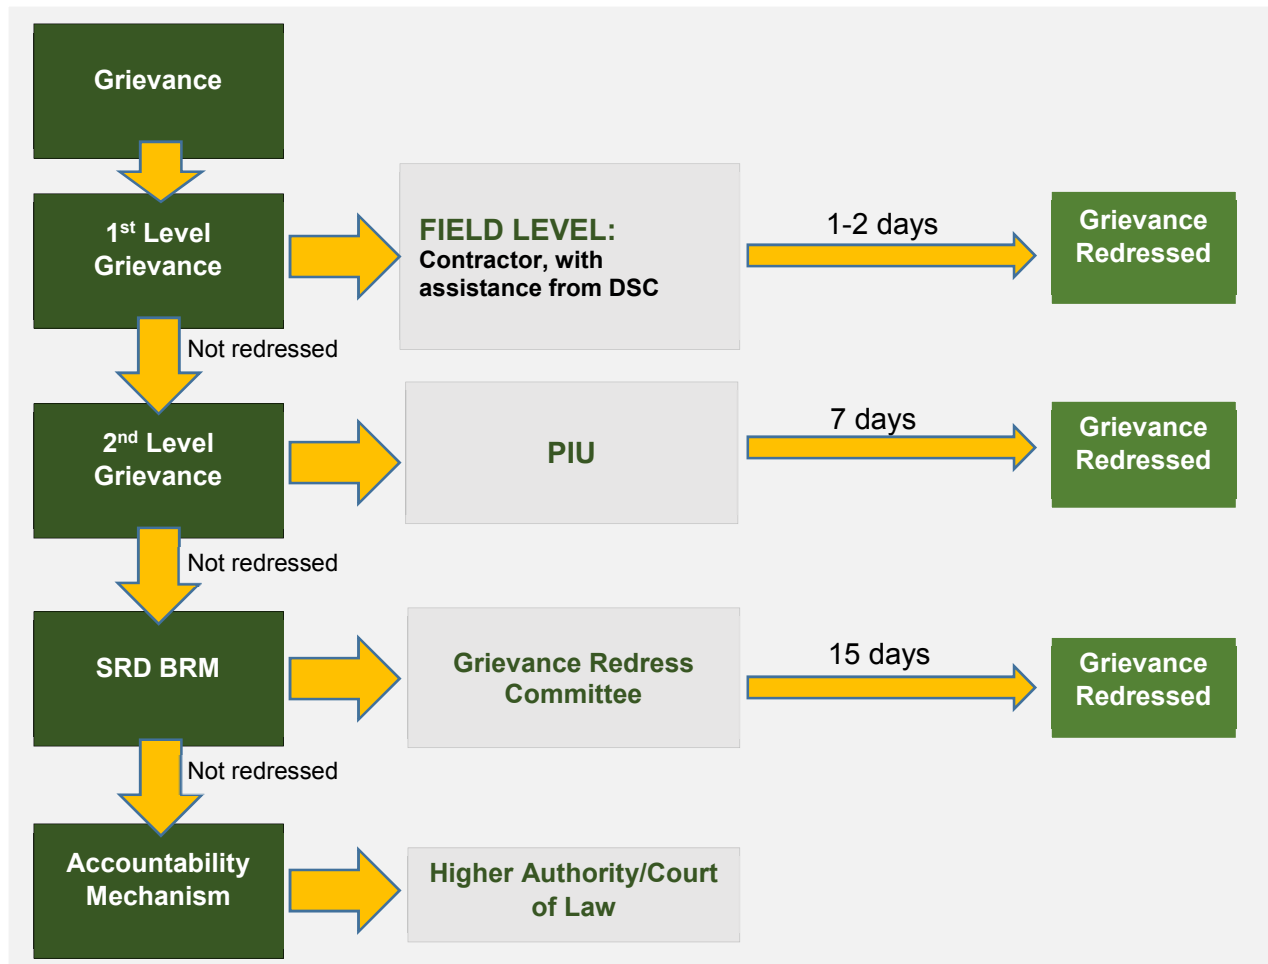 Grievance
1st Level
Grievance
FIELD LEVEL:
Contractor, with
assistance from DSC
1-2 days
Grievance
Redressed
Not redressed
2nd Level
Grievance
PIU
7 days
Grievance
Redressed
Not redressed
SRD BRM
Grievance Redress
Committee
15 days
Grievance
Redressed
Not redressed
Accountability
Mechanism
Higher Authority/Court
of Law